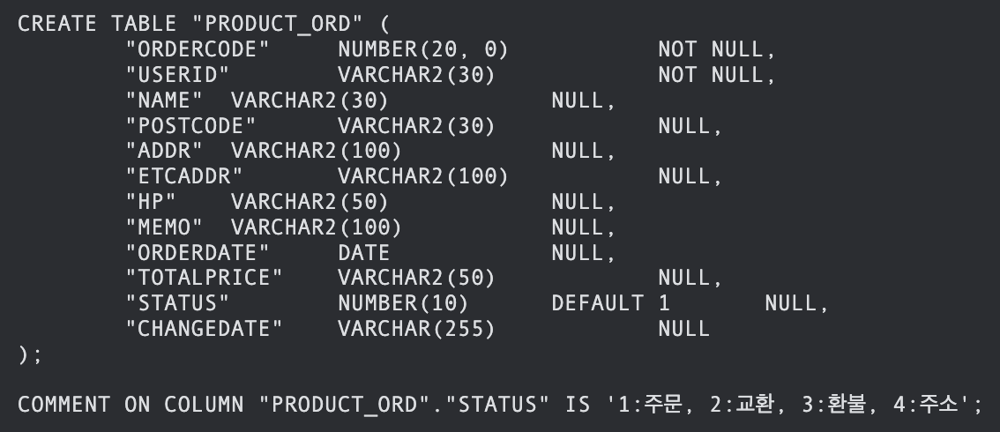 CREATE TABLE "PRODUCT_ORD" (
"ORDERCODE" NUMBER(20, 0) NOT NULL,
"USERID" VARCHAR2(30) NOT NULL,
"NAME" VARCHAR2(30) NULL,
"POSTCODE" VARCHAR2(30) NULL,
"ADDR" VARCHAR2(100) NULL,
"ETCADDR" VARCHAR2(100) NULL,
"HP" VARCHAR2(50) NULL,
"MEMO" VARCHAR2(100) NULL,
"ORDERDATE" DATE NULL,
"TOTALPRICE" VARCHAR2(50) NULL,
"STATUS" NUMBER(10) DEFAULT 1 NULL,
"CHANGEDATE" VARCHAR(255) NULL
);
COMMENT ON COLUMN "PRODUCT_ORD"."STATUS" IS '1:주문, 2:교환, 3:환불, 4:주소';